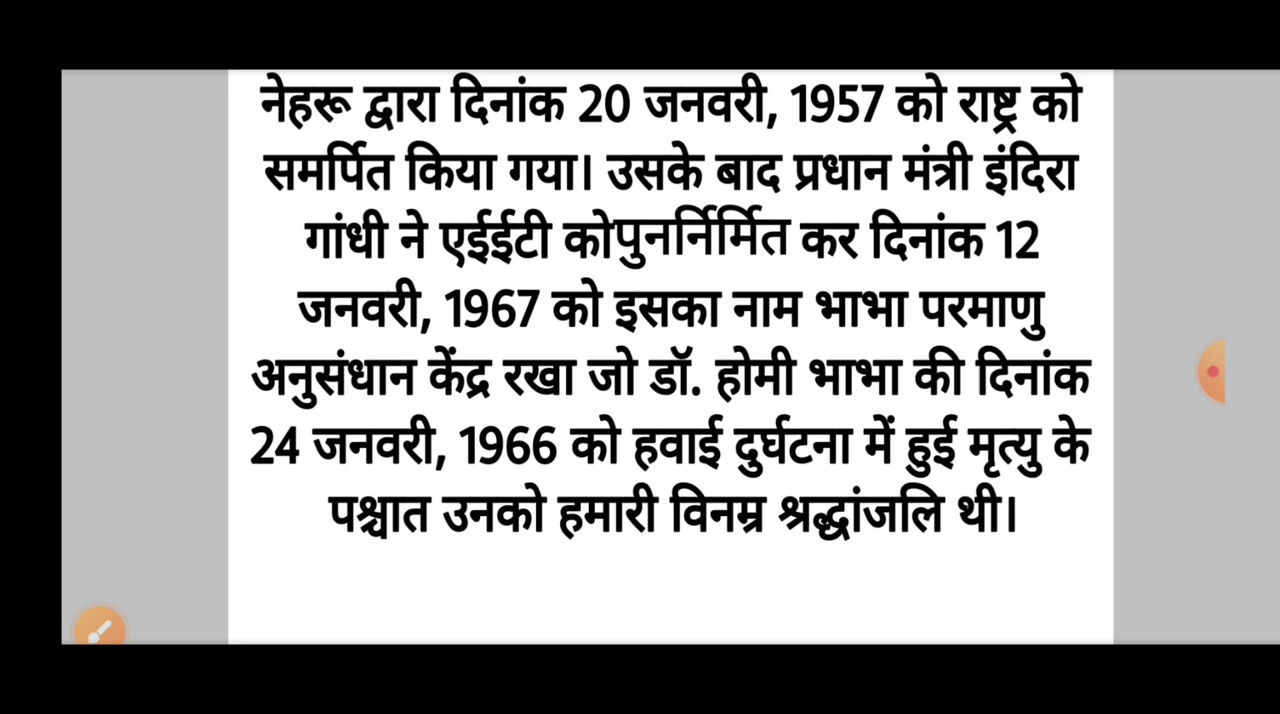 नेहरू द्वारा दिनांक 20 जनवरी, 1957 को राष्ट्र को
समर्पित किया गया। उसके बाद प्रधान मंत्री इंदिरा
गांधी ने एईईटी कोपुनर्निर्मित कर दिनांक 12
जनवरी, 1967 को इसका नाम भाभा परमाणु
अनुसंधान केंद्र रखा जो डॉ. होमी भाभा की दिनांक
24 जनवरी, 1966 को हवाई दुर्घटना में हुई मृत्यु के
पश्चात उनको हमारी विनम्र श्रद्धांजलि थी।